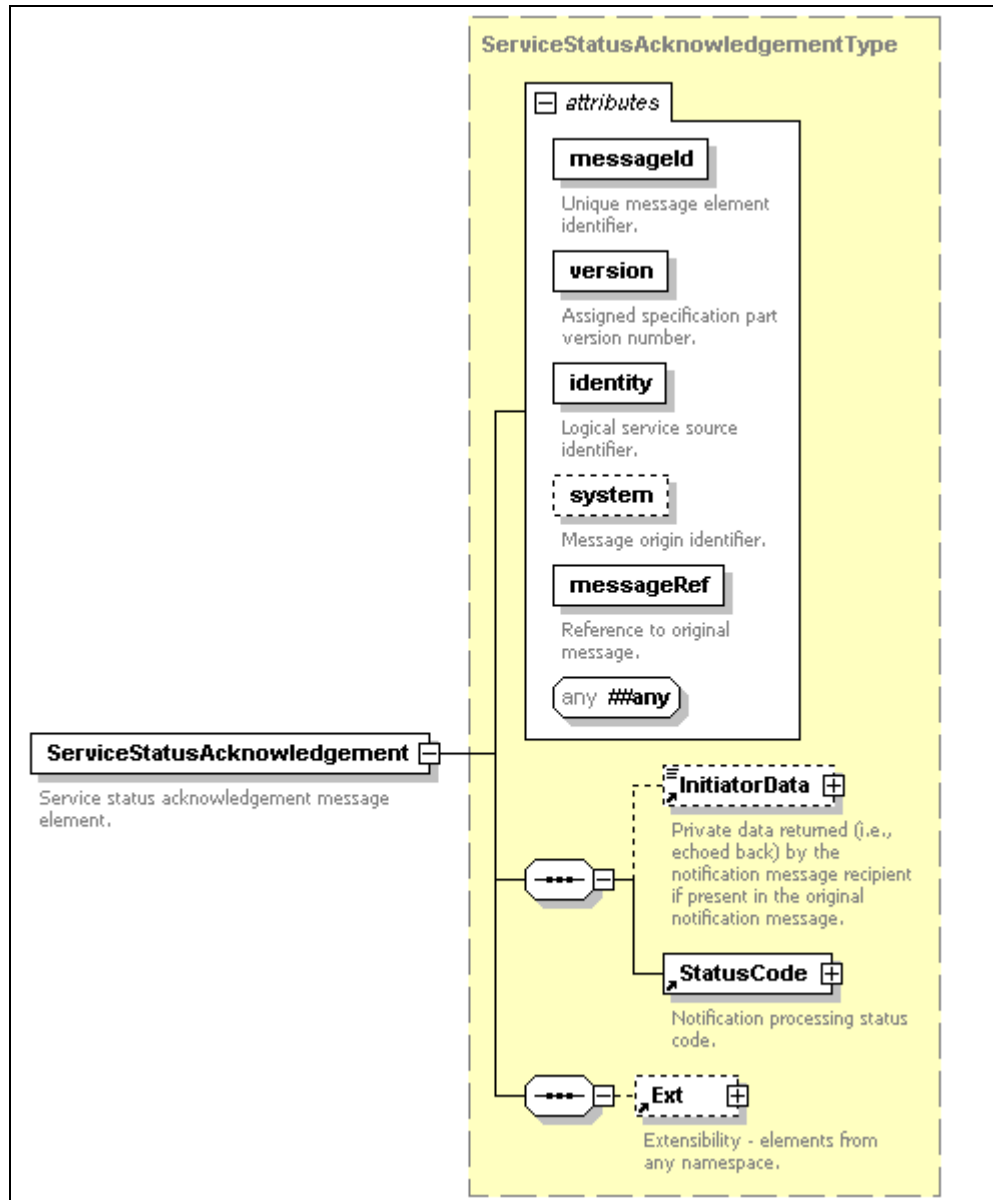 ServiceStatusAcknowledgementType
attributes
messageId
Unique message element
identifier.
version
Assigned specification part
version number.
identity
Logical service source
identifier.
system
Message origin identifier.
messageRef
Reference to original
message.
any ##any
ServiceStatusAcknowledgement
Service status acknowledgement message
element.
InitiatorData
Private data returned (i.e.,
echoed back) by the
notification message recipient
if present in the original
notification message.
StatusCode
Notification processing status
code.
Ext
Extensibility - elements from
any namespace.